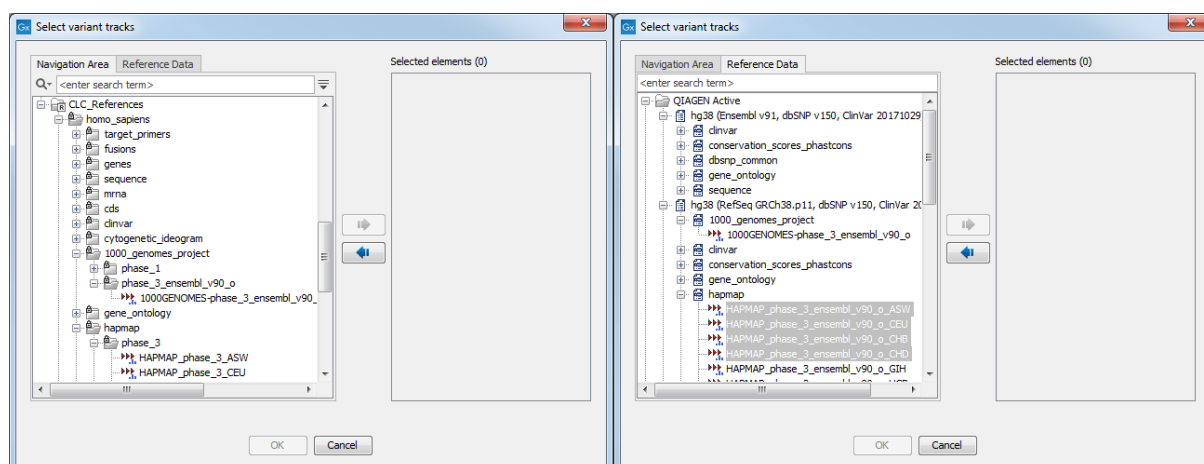 Gx Select variant tracks
Navigation Area Reference Data
Selected elements (0)
<enter search term>
CLC_References
homo_sapiens
target_primers
fusions
genes
sequence
mrna
cds
clinvar
cytogenetic_ideogram
1000_genomes_project
phase_1
phase_3_ensembl_v90_o
1000GENOMES-phase_3_ensembl_v90_
gene_ontology
hapmap
phase_3
HAPMAP_phase_3_ASW
HAPMAP_phase_3_CEU
OK Cancel
Gx Select variant tracks
Navigation Area Reference Data
Selected elements (0)
<enter search term>
QIAGEN Active
hg38 (Ensembl v91, dbSNP v150, ClinVar 20171029
clinvar
conservation_scores_phastcons
dbsnp_common
gene_ontology
sequence
hg38 (RefSeq GRCh38.p11, dbSNP v150, ClinVar 20
1000_genomes_project
1000GENOMES-phase_3_ensembl_v90_o
clinvar
conservation_scores_phastcons
gene_ontology
hapmap
HAPMAP_phase_3_ensembl_v90_o_ASW
HAPMAP_phase_3_ensembl_v90_o_CEU
HAPMAP_phase_3_ensembl_v90_o_CHB
HAPMAP_phase_3_ensembl_v90_o_CHD
HAPMAP_phase_3_ensembl_v90_o_GIH
OK Cancel